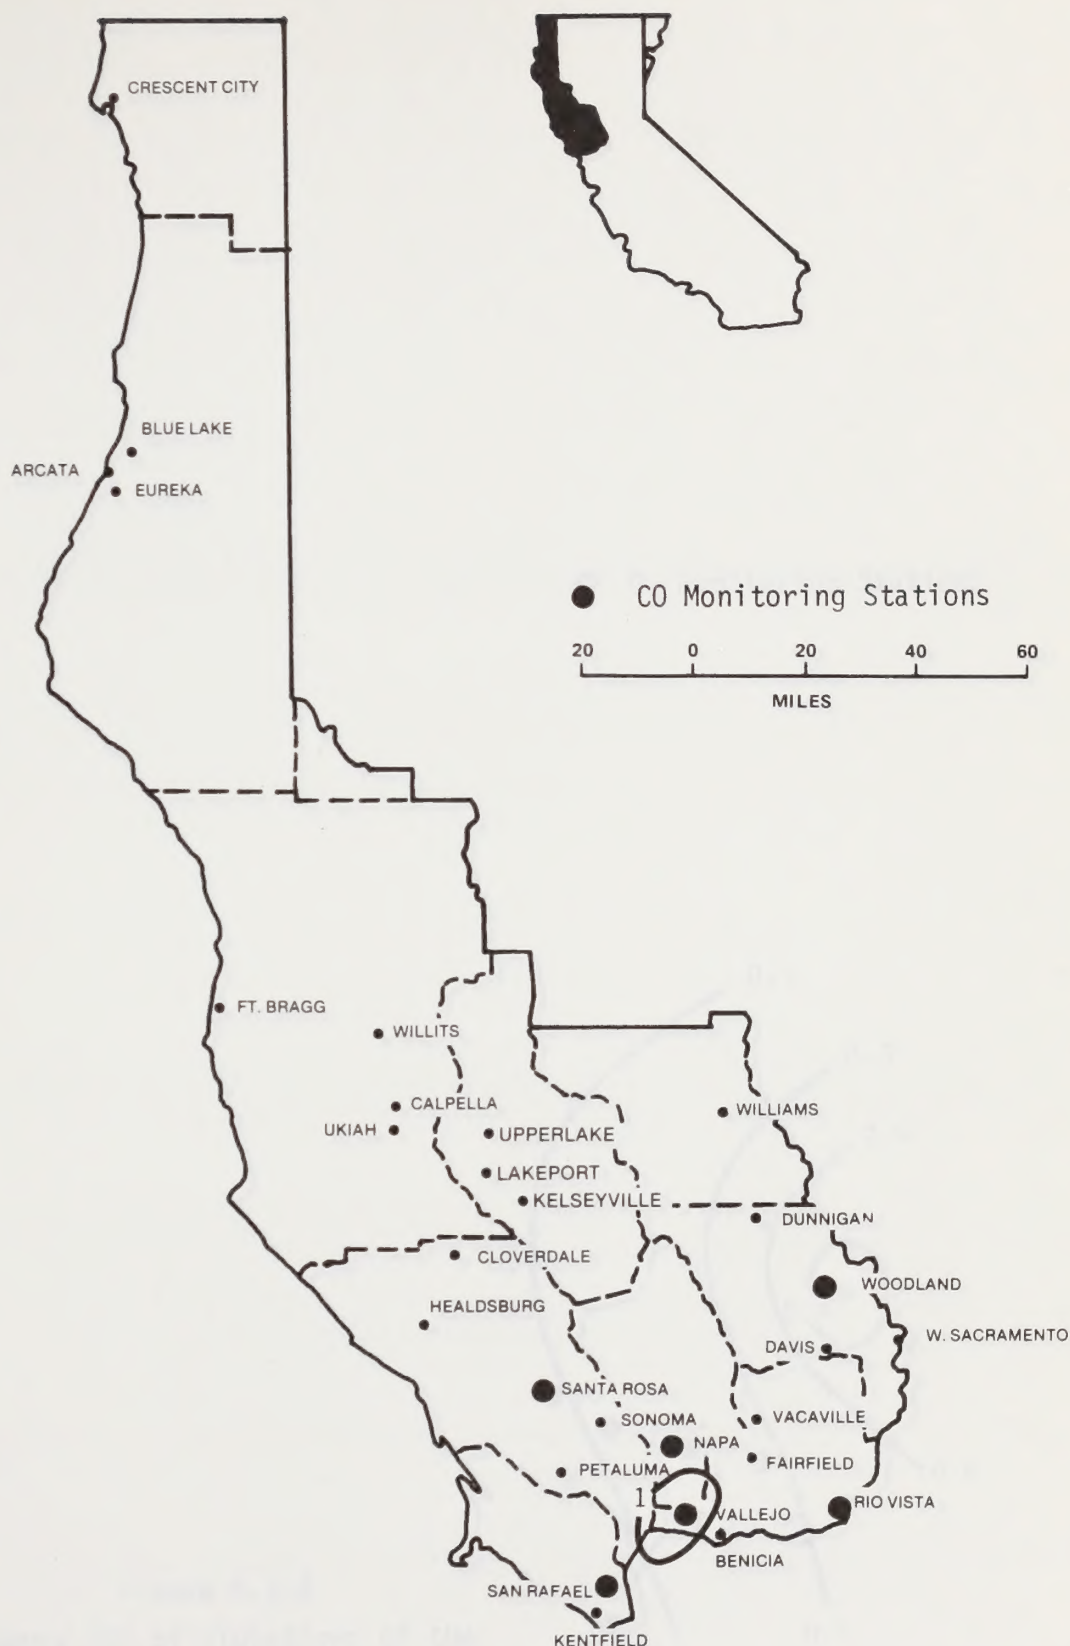 CRESCENT CITY
BLUE LAKE
ARCATA
EUREKA
CO Monitoring Stations
20 0 20 40 60
MILES
FT. BRAGG
WILLITS
CALPELLA
WILLIAMS
UKIAH
UPPERLAKE
LAKEPORT
KELSEYVILLE
DUNNIGAN
CLOVERDALE
WOODLAND
HEALDSBURG
W. SACRAMENTO
DAVIS
SANTA ROSA
SONOMA
VACAVILLE
NAPA
FAIRFIELD
PETALUMA
1
VALLEJO
RIO VISTA
BENICIA
SAN RAFAEL
KENTFIELD